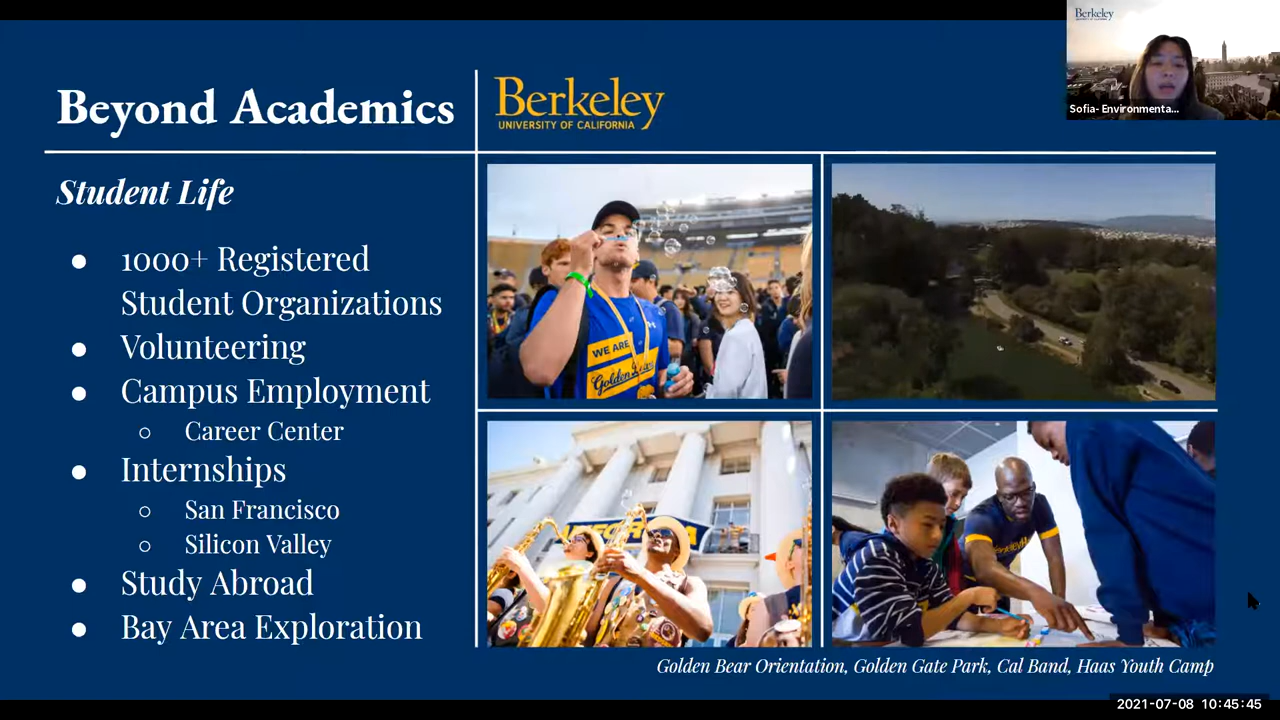 Berkeley
Sofia- Environmenta...
Beyond Academics
Berkeley
UNIVERSITY OF CALIFORNIA
Student Life
● 1000+ Registered
Student Organizations
● Volunteering
● Campus Employment
○ Career Center
● Internships
○ San Francisco
○ Silicon Valley
● Study Abroad
● Bay Area Exploration
WE ARE
Golden Bear Orientation, Golden Gate Park, Cal Band, Haas Youth Camp
2021-07-08 10:45:45